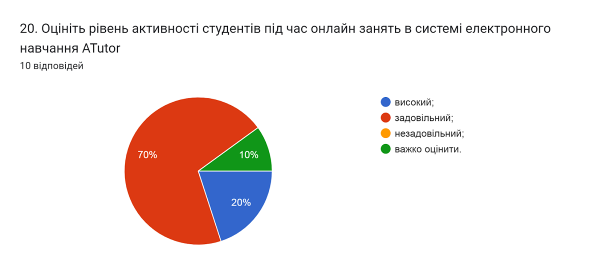 20. Оцініть рівень активності студентів під час онлайн занять в системі електронного
навчання ATutor
10 відповідей
високий;
задовільний;
незадовільний;
важко оцінити.
70%
10%
20%